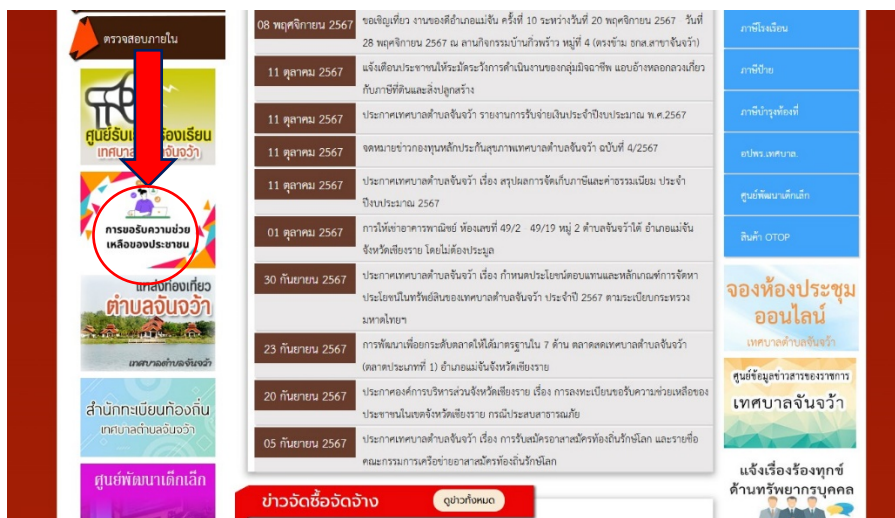 ตรวจสอบภายใน
เทศบาลตำบลจันจว้า
การขอรับความช่วย
เหลือของประชาชน
แหล่งท่องเที่ยว
ตำบลจันจว้า
เทศบาลตำบลจันจว้า
สำนักทะเบียนท้องถิ่น
เทศบาลตำบลจันจว้า
ศูนย์พัฒนาเด็กเล็ก
08 พฤศจิกายน 2567
ขอเชิญเที่ยว งานของดีอำเภอแม่จัน ครั้งที่ 10 ระหว่างวันที่ 20 พฤศจิกายน 2567 วันที่
28 พฤศจิกายน 2567 ณ ลานกิจกรรมบ้านกิ่วพร้าว หมู่ที่ 4 (ตรงข้าม ธกส.สาขาจันจว้า)
11 ตุลาคม 2567
แจ้งเตือนประชาชนให้ระมัดระวังการดำเนินงานของกลุ่มมิจฉาชีพ แอบอ้างหลอกลวงเกี่ยว
กับภาษีที่ดินและสิ่งปลูกสร้าง
11 ตุลาคม 2567
ประกาศเทศบาลตำบลจันจว้า รายงานการรับจ่ายเงินประจำปีงบประมาณ พ.ศ.2567
11 ตุลาคม 2567
จดหมายข่าวกองทุนหลักประกันสุขภาพเทศบาลตำบลจันจว้า ฉบับที่ 4/2567
11 ตุลาคม 2567
ประกาศเทศบาลตำบลจันจว้า เรื่อง สรุปผลการจัดเก็บภาษีและค่าธรรมเนียม ประจำ
ปีงบประมาณ 2567
01 ตุลาคม 2567
การให้เช่าอาคารพาณิชย์ ห้องเลขที่ 49/2 49/19 หมู่ 2 ตำบลจันจว้าใต้ อำเภอแม่จัน
จังหวัดเชียงราย โดยไม่ต้องประมูล
30 กันยายน 2567
ประกาศเทศบาลตำบลจันจว้า เรื่อง กำหนดประโยชน์ตอบแทนและหลักเกณฑ์การจัดหา
ประโยชน์ในทรัพย์สินของเทศบาลตำบลจันจว้า ประจำปี 2567 ตามระเบียบกระทรวง
มหาดไทยฯ
23 กันยายน 2567
การพัฒนาเพื่อยกระดับตลาดให้ได้มาตรฐานใน 7 ด้าน ตลาดสดเทศบาลตำบลจันจว้า
(ตลาดประเภทที่ 1) อำเภอแม่จันจังหวัดเชียงราย
20 กันยายน 2567
ประกาศองค์การบริหารส่วนจังหวัดเชียงราย เรื่อง การลงทะเบียนขอรับความช่วยเหลือของ
ประชาชนในเขตจังหวัดเชียงราย กรณีประสบสาธารณภัย
05 กันยายน 2567
ประกาศเทศบาลตำบลจันจว้า เรื่อง การรับสมัครอาสาสมัครท้องถิ่นรักษ์โลก และรายชื่อ
คณะกรรมการเครือข่ายอาสาสมัครท้องถิ่นรักษ์โลก
ข่าวจัดซื้อจัดจ้าง
ดูข่าวทั้งหมด
ภาษีโรงเรือน
ภาษีป้าย
ภาษีบำรุงท้องที่
อปพร.เทศบาล.
ศูนย์พัฒนาเด็กเล็ก
สินค้า OTOP
จองห้องประชุม
ออนไลน์
เทศบาลตำบลจันจว้า
ศูนย์ข้อมูลข่าวสารของราชการ
เทศบาลจันจว้า
แจ้งเรื่องร้องทุกข์
ด้านทรัพยากรบุคคล